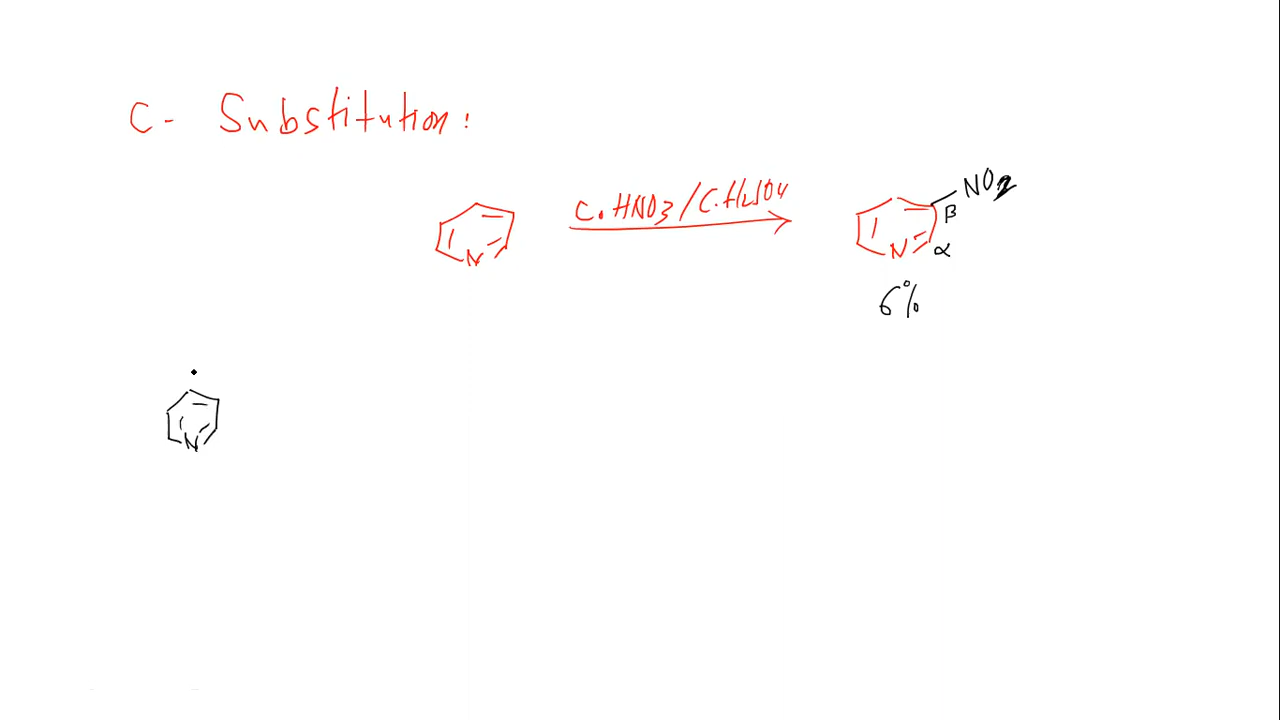 C- Substitution:
C. HNO3/C.H2SO4
NO2
β
N
N
α
6%
N